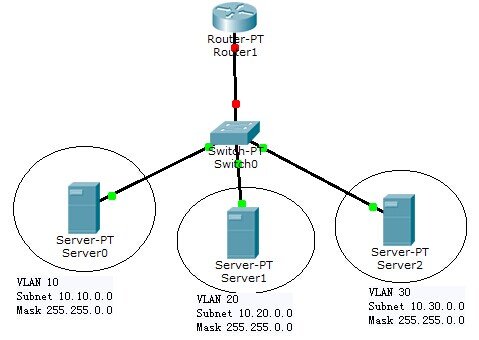 Router-PT
Router1
Switch-PT
Switch0
Server-PT
Server0
Server-PT
Server1
Server-PT
Server2
VLAN 10
Subnet 10.10.0.0
Mask 255.255.0.0
VLAN 20
Subnet 10.20.0.0
Mask 255.255.0.0
VLAN 30
Subnet 10.30.0.0
Mask 255.255.0.0